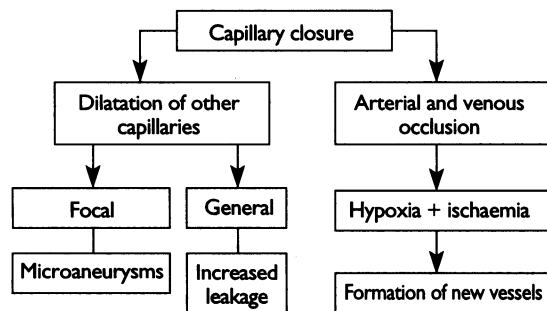 Capillary closure
Dilatation of other
capillaries
Arterial and venous
occlusion
Focal
General
Hypoxia + ischaemia
Microaneurysms
Increased
leakage
Formation of new vessels